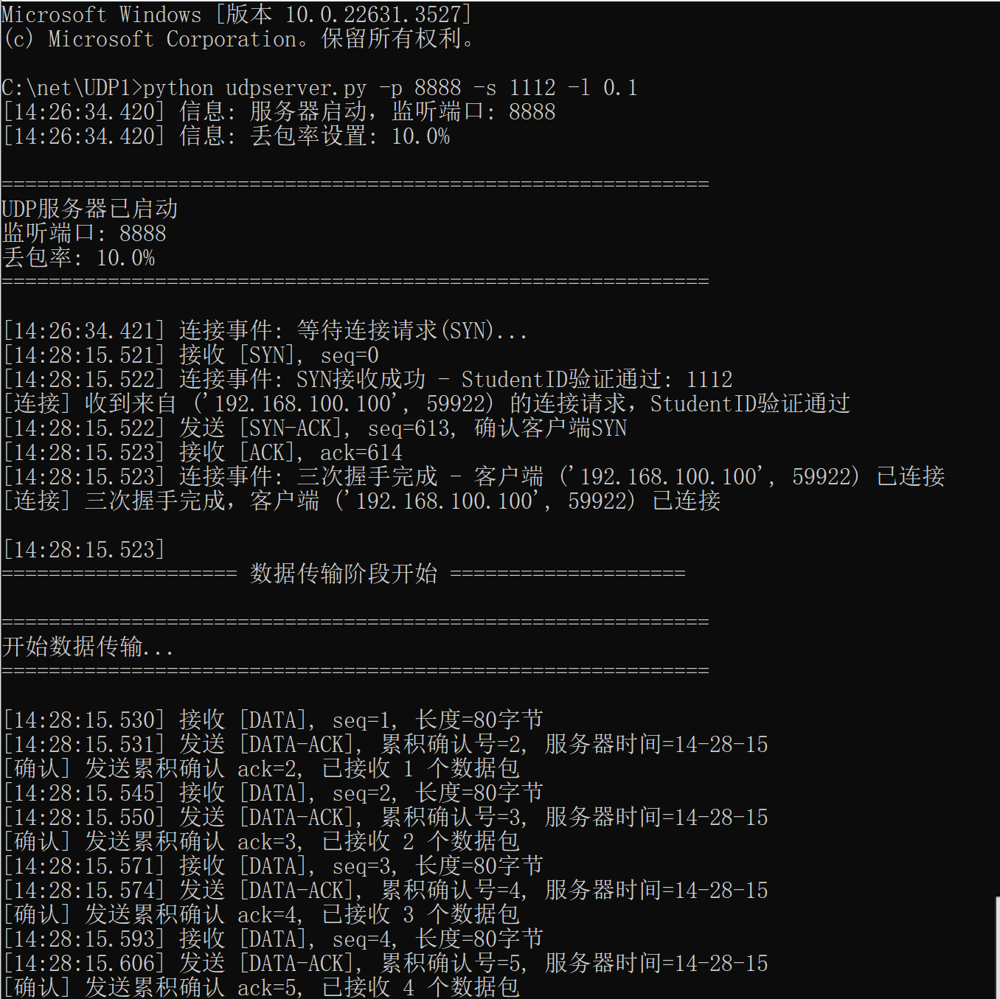 Microsoft Windows [版本 10.0.22631.3527]
(c) Microsoft Corporation。保留所有权利。
C:\net\UDP1>python udpserver.py -p 8888 -s 1112 -l 0.1
[14:26:34.420] 信息: 服务器启动，监听端口: 8888
[14:26:34.420] 信息: 丢包率设置: 10.0%
============================================================
UDP服务器已启动
监听端口: 8888
丢包率: 10.0%
============================================================
[14:26:34.421] 连接事件: 等待连接请求(SYN)...
[14:28:15.521] 接收 [SYN], seq=0
[14:28:15.522] 连接事件: SYN接收成功 - StudentID验证通过: 1112
[连接] 收到来自 ('192.168.100.100', 59922) 的连接请求，StudentID验证通过
[14:28:15.522] 发送 [SYN-ACK], seq=613, 确认客户端SYN
[14:28:15.523] 接收 [ACK], ack=614
[14:28:15.523] 连接事件: 三次握手完成 - 客户端 ('192.168.100.100', 59922) 已连接
[连接] 三次握手完成，客户端 ('192.168.100.100', 59922) 已连接
[14:28:15.523]
==================== 数据传输阶段开始 ====================
============================================================
开始数据传输...
============================================================
[14:28:15.530] 接收 [DATA], seq=1, 长度=80字节
[14:28:15.531] 发送 [DATA-ACK], 累积确认号=2, 服务器时间=14-28-15
[确认] 发送累积确认 ack=2, 已接收 1 个数据包
[14:28:15.545] 接收 [DATA], seq=2, 长度=80字节
[14:28:15.550] 发送 [DATA-ACK], 累积确认号=3, 服务器时间=14-28-15
[确认] 发送累积确认 ack=3, 已接收 2 个数据包
[14:28:15.571] 接收 [DATA], seq=3, 长度=80字节
[14:28:15.574] 发送 [DATA-ACK], 累积确认号=4, 服务器时间=14-28-15
[确认] 发送累积确认 ack=4, 已接收 3 个数据包
[14:28:15.593] 接收 [DATA], seq=4, 长度=80字节
[14:28:15.606] 发送 [DATA-ACK], 累积确认号=5, 服务器时间=14-28-15
[确认] 发送累积确认 ack=5, 已接收 4 个数据包